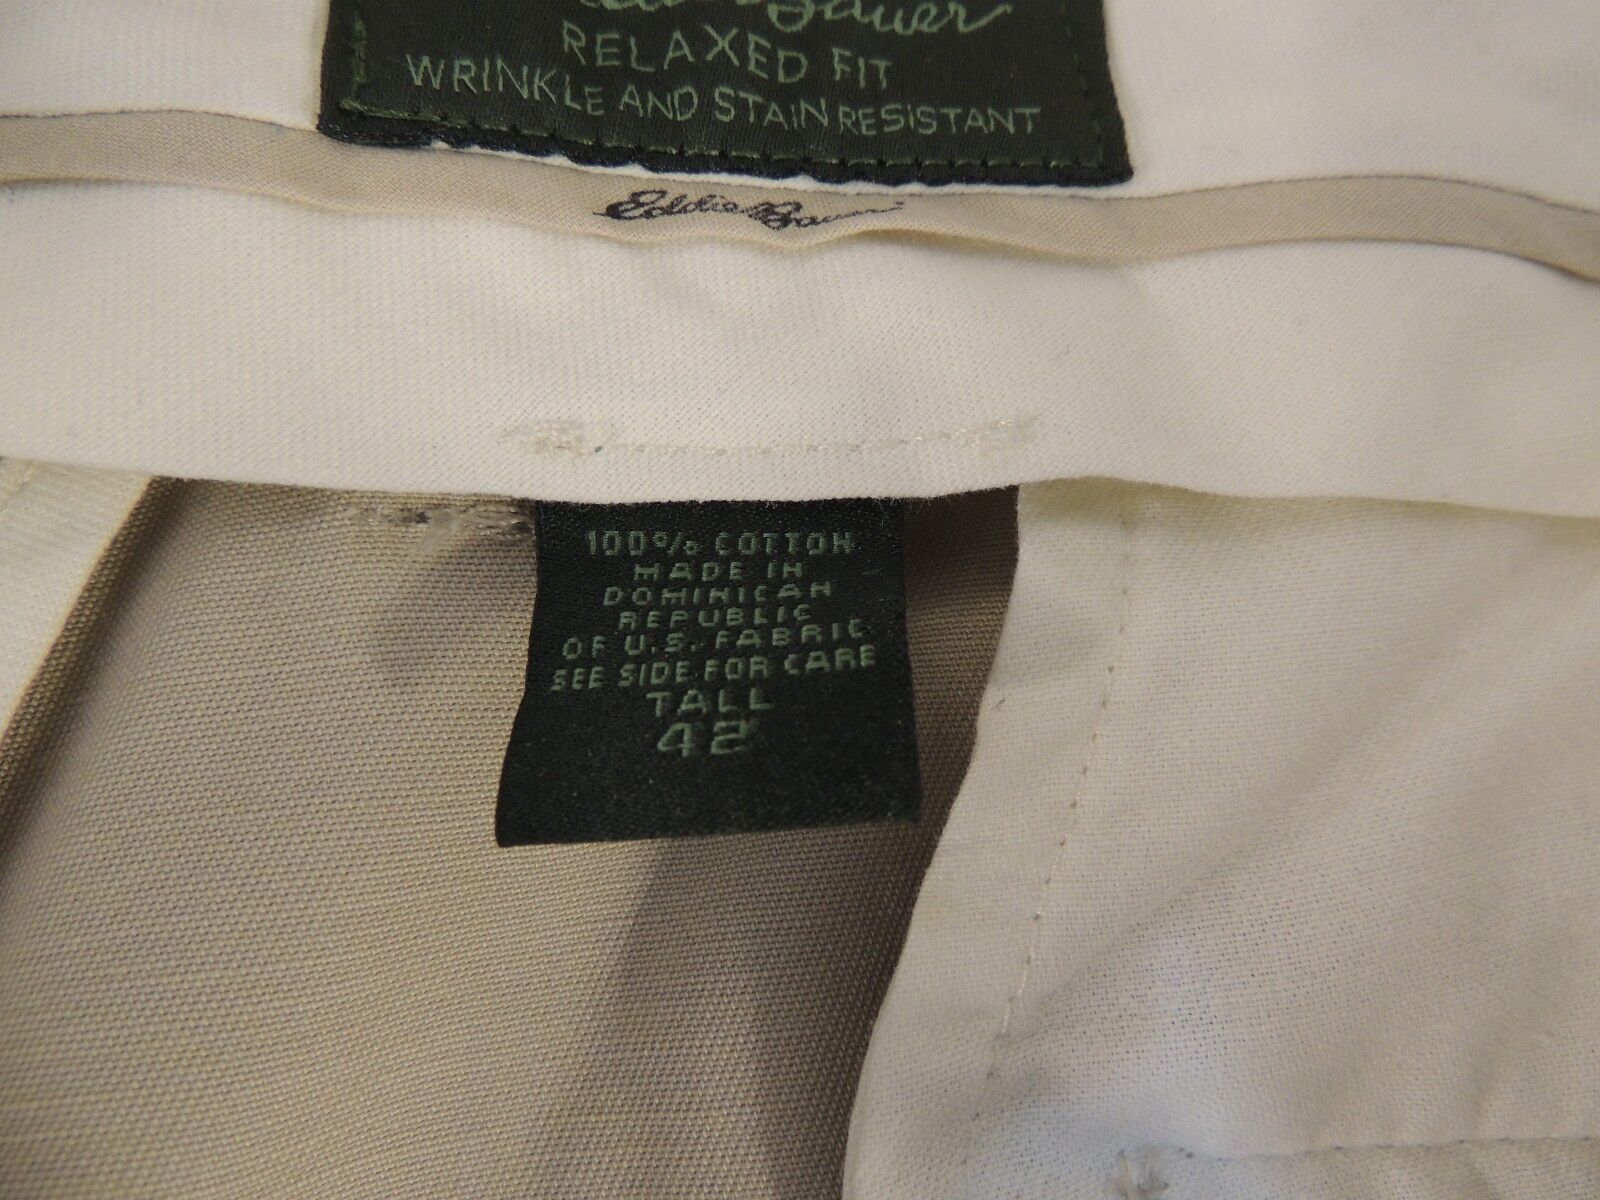 Bauer
RELAXED FIT
WRINKLE AND STAIN RESISTANT
Eddie Bauer
100% COTTON
MADE IN
DOMINICAN
REPUBLIC
OF U.S. FABRIC
SEE SIDE FOR CARE
TALL
42